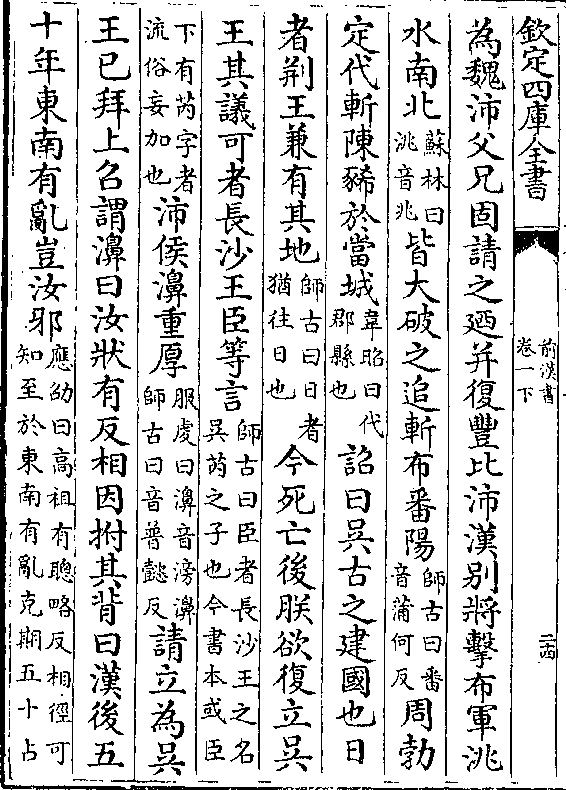 欽定四庫全書
前漢書
卷一下
二四
為魏沛父兄固請之廼并復豐比沛漢别將擊布軍洮
水南北蘇林曰洮音兆皆大破之追斬布番陽師古曰番音蒲何反周勃
定代斬陳豨於當城韋昭曰代郡縣也詔曰吳古之建國也日
者荆王兼有其地師古曰日者猶往日也今死亡後朕欲復立吳
王其議可者長沙王臣等言師古曰臣者長沙王之名吳芮之子也今書本或臣
下有芮字者流俗妄加也沛侯濞重厚服虔曰濞音滂濞師古曰音普懿反請立為吳
王已拜上召謂濞曰汝狀有反相因拊其背曰漢後五
十年東南有亂豈汝邪應劭曰高祖有聰略反相徑可知至於東南有亂克期五十占